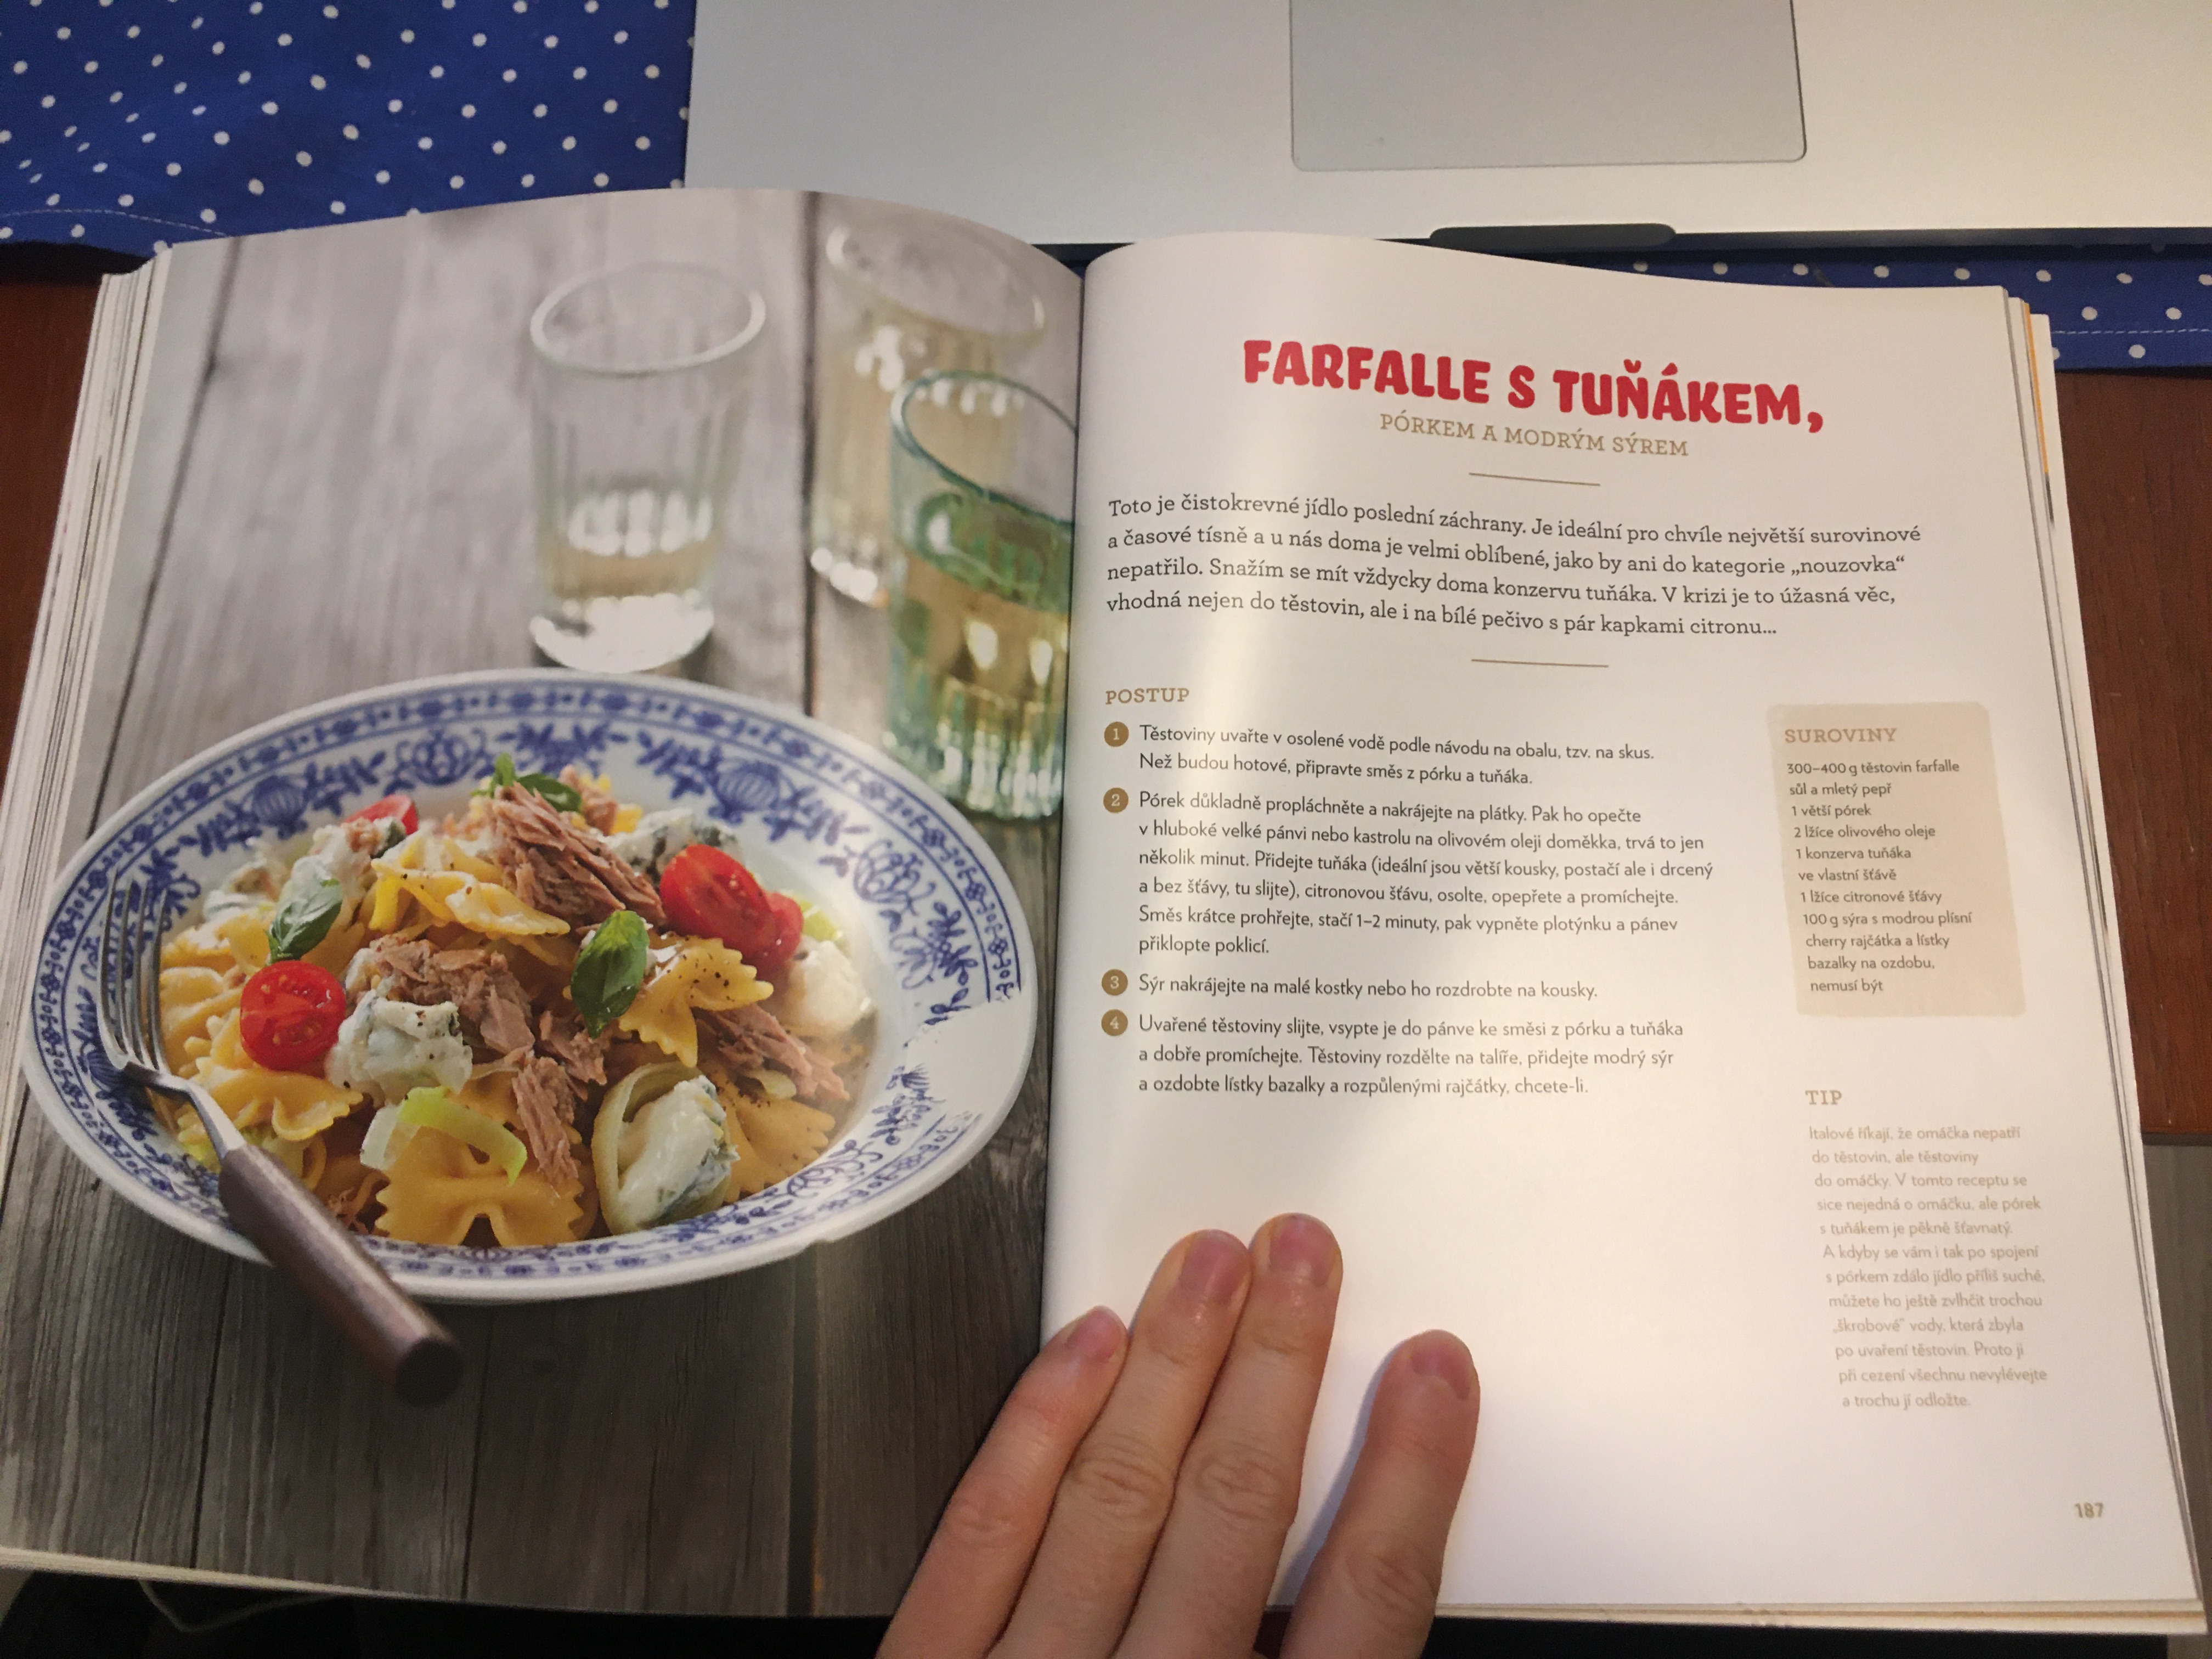 FARFALLE S TUŇÁKEM,
PÓRKEM A MODRÝM SÝREM
Toto je čistokrevné jídlo poslední záchrany. Je ideální pro chvíle největší surovinové
a časové tísně a u nás doma je velmi oblíbené, jako by ani do kategorie „nouzovka“
nepatřilo. Snažím se mít vždycky doma konzervu tuňáka. V krizi je to úžasná věc,
vhodná nejen do těstovin, ale i na bílé pečivo s pár kapkami citronu...
POSTUP
1 Těstoviny uvařte v osolené vodě podle návodu na obalu, tzv. na skus.
Než budou hotové, připravte směs z pórku a tuňáka.
2 Pórek důkladně propláchněte a nakrájejte na plátky. Pak ho opečte
v hluboké velké pánvi nebo kastrolu na olivovém oleji doměkka, trvá to jen
několik minut. Přidejte tuňáka (ideální jsou větší kousky, postačí ale i drcený
a bez šťávy, tu slijte), citronovou šťávu, osolte, opepřete a promíchejte.
Směs krátce prohřejte, stačí 1–2 minuty, pak vypněte plotýnku a pánev
přiklopte poklicí.
3 Sýr nakrájejte na malé kostky nebo ho rozdrobte na kousky.
4 Uvařené těstoviny slijte, vsypte je do pánve ke směsi z pórku a tuňáka
a dobře promíchejte. Těstoviny rozdělte na talíře, přidejte modrý sýr
a ozdobte lístky bazalky a rozpůlenými rajčátky, chcete-li.
SUROVINY
300–400 g těstovin farfalle
sůl a mletý pepř
1 větší pórek
2 lžíce olivového oleje
1 konzerva tuňáka
ve vlastní šťávě
1 lžíce citronové šťávy
100 g sýra s modrou plísní
cherry rajčátka a lístky
bazalky na ozdobu,
nemusí být
TIP
Italové říkají, že omáčka nepatří
do těstovin, ale těstoviny
do omáčky. V tomto receptu se
sice nejedná o omáčku, ale pórek
s tuňákem je pěkně šťavnatý.
A kdyby se vám i tak po spojení
s pórkem zdálo jídlo příliš suché,
můžete ho ještě zvlhčit trochou
„škrobové“ vody, která zbyla
po uvaření těstovin. Proto ji
při cezení všechnu nevylévejte
a trochu jí odložte.
187